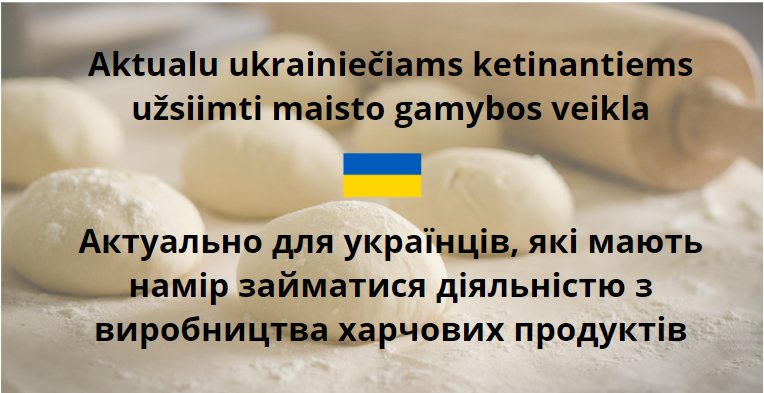 Aktualu ukrainiečiams ketinantiems
užsiimti maisto gamybos veikla
Актуально для українців, які мають
намір займатися діяльністю з
виробництва харчових продуктів